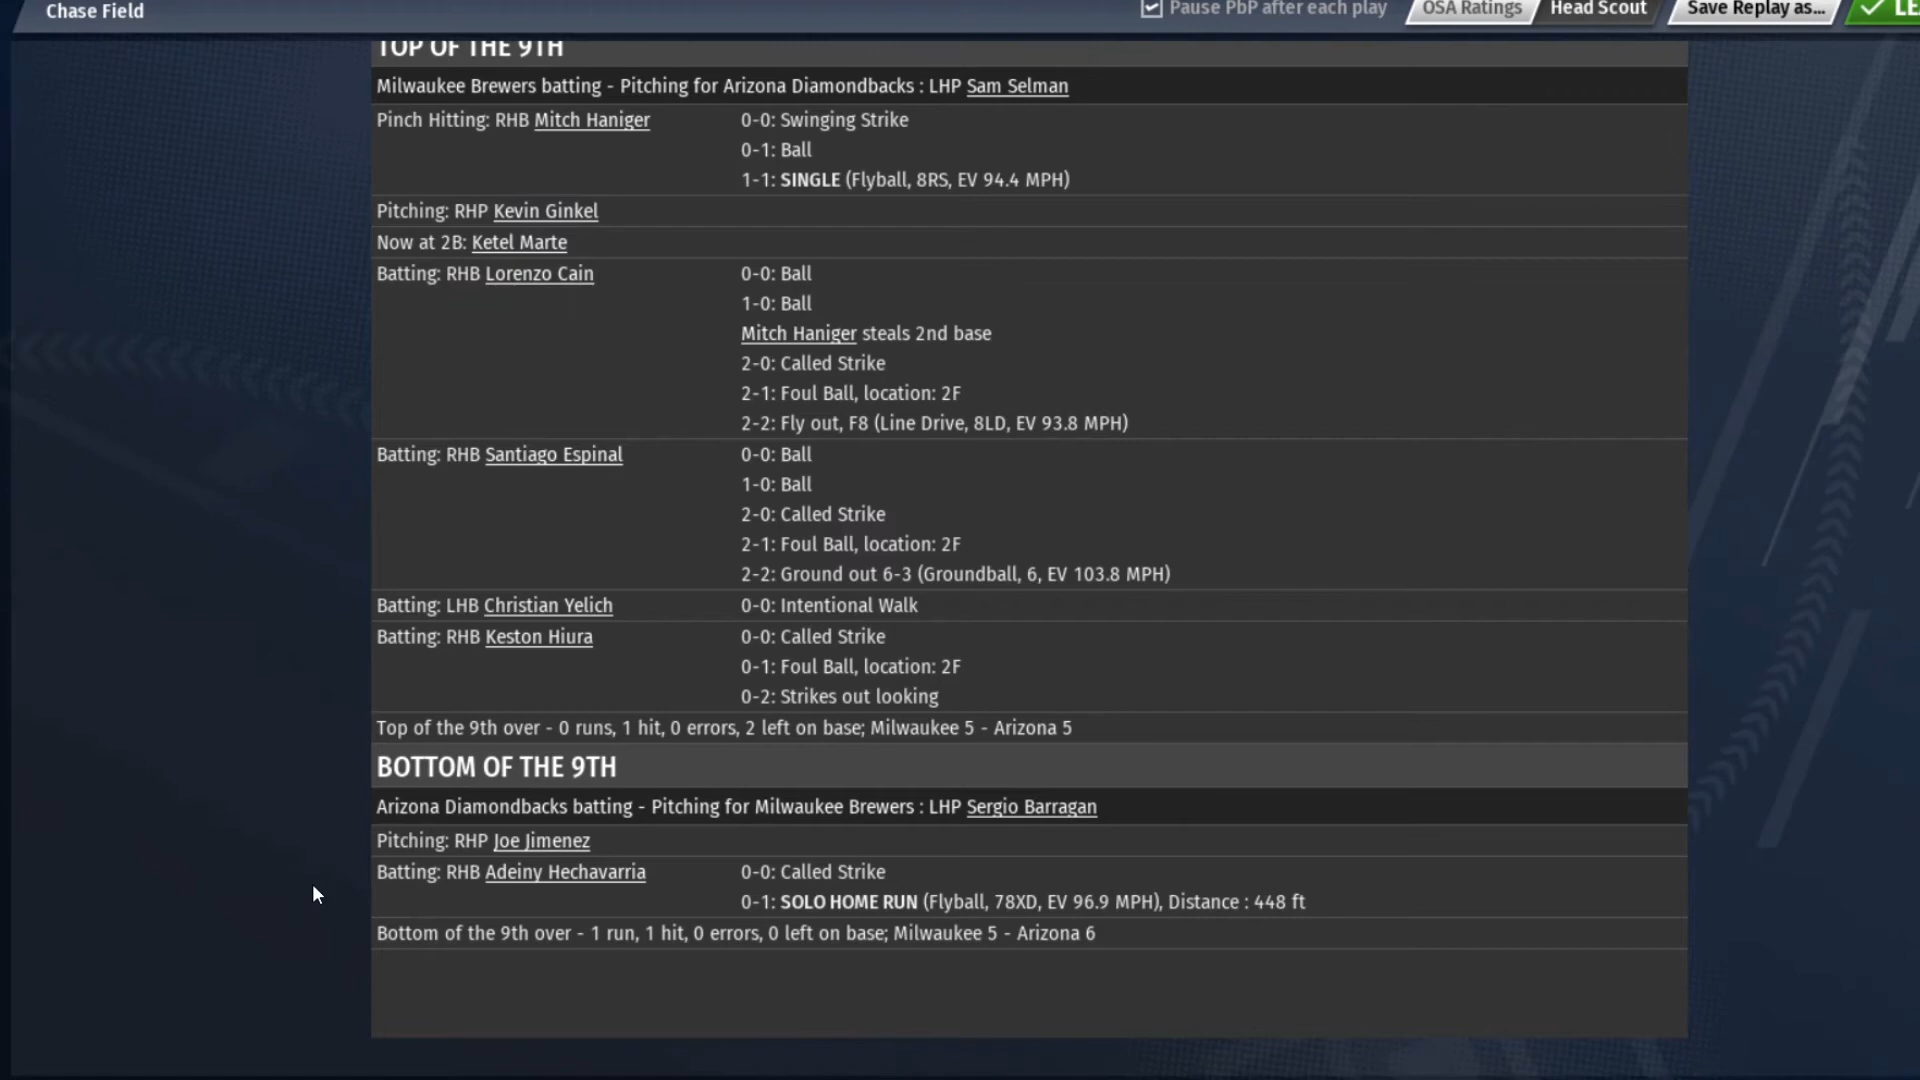 Chase Field
Pause PbP after each play
OSA Ratings
Head Scout
Save Replay as...
TOP OF THE 9TH
Milwaukee Brewers batting - Pitching for Arizona Diamondbacks : LHP Sam Selman
Pinch Hitting: RHB Mitch Haniger
0-0: Swinging Strike
0-1: Ball
1-1: SINGLE (Flyball, 8RS, EV 94.4 MPH)
Pitching: RHP Kevin Ginkel
Now at 2B: Ketel Marte
Batting: RHB Lorenzo Cain
0-0: Ball
1-0: Ball
Mitch Haniger steals 2nd base
2-0: Called Strike
2-1: Foul Ball, location: 2F
2-2: Fly out, F8 (Line Drive, 8LD, EV 93.8 MPH)
Batting: RHB Santiago Espinal
0-0: Ball
1-0: Ball
2-0: Called Strike
2-1: Foul Ball, location: 2F
2-2: Ground out 6-3 (Groundball, 6, EV 103.8 MPH)
Batting: LHB Christian Yelich
0-0: Intentional Walk
Batting: RHB Keston Hiura
0-0: Called Strike
0-1: Foul Ball, location: 2F
0-2: Strikes out looking
Top of the 9th over - 0 runs, 1 hit, 0 errors, 2 left on base; Milwaukee 5 - Arizona 5
BOTTOM OF THE 9TH
Arizona Diamondbacks batting - Pitching for Milwaukee Brewers : LHP Sergio Barragan
Pitching: RHP Joe Jimenez
Batting: RHB Adeiny Hechavarria
0-0: Called Strike
0-1: SOLO HOME RUN (Flyball, 78XD, EV 96.9 MPH), Distance : 448 ft
Bottom of the 9th over - 1 run, 1 hit, 0 errors, 0 left on base; Milwaukee 5 - Arizona 6